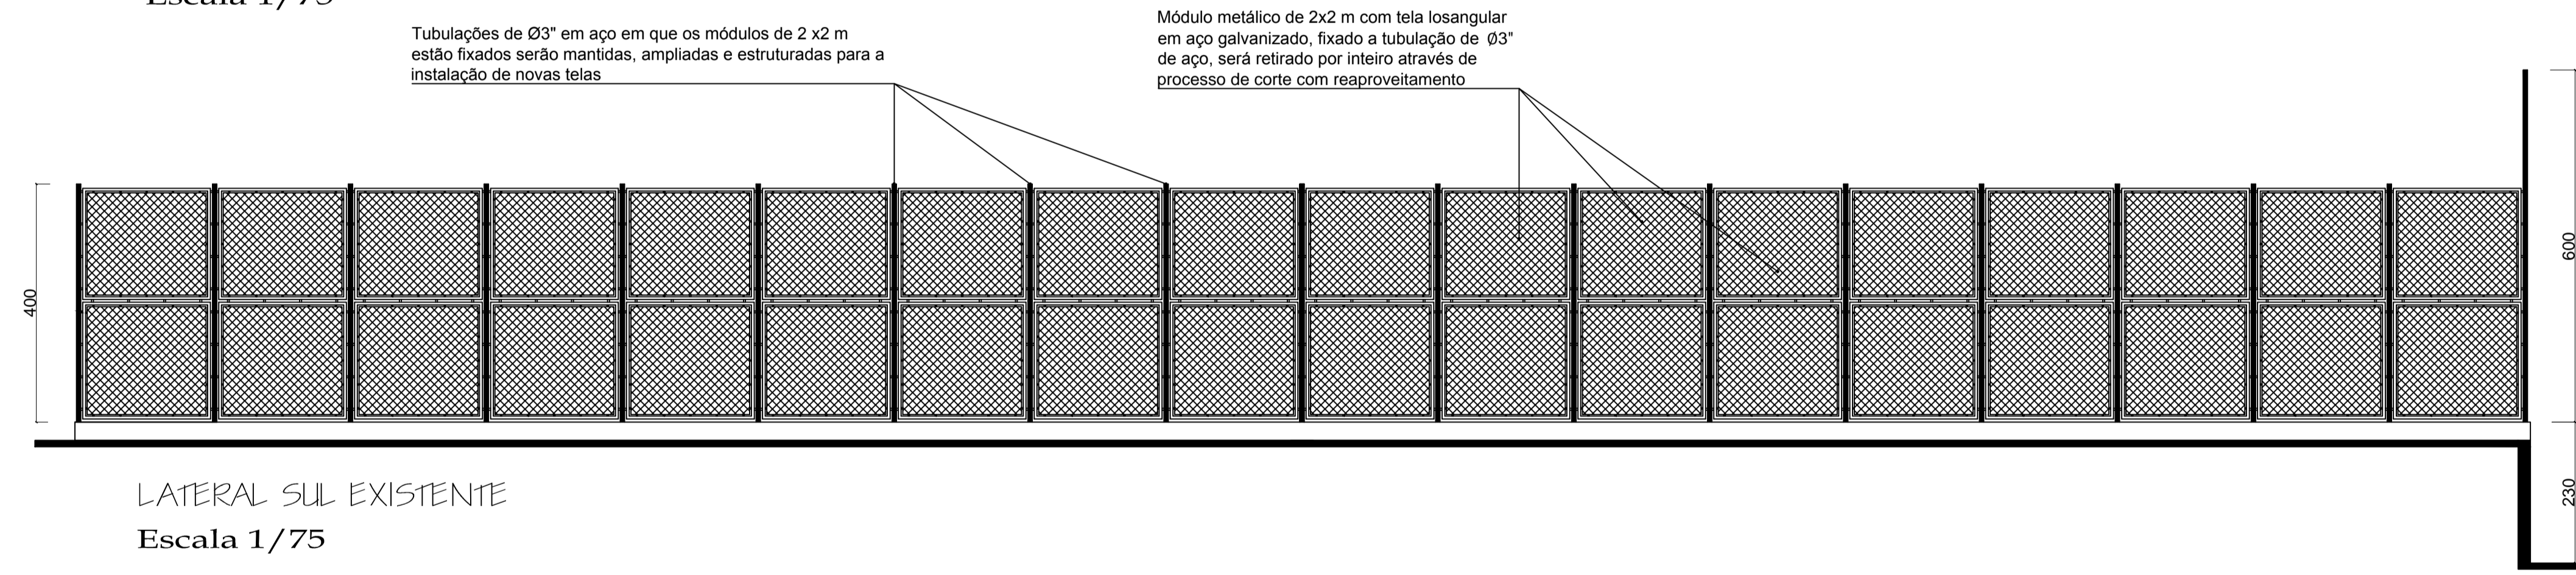 Escala 1/75
Tubulações de Ø3" em aço em que os módulos de 2 x2 m
estão fixados serão mantidas, ampliadas e estruturadas para a
instalação de novas telas
Módulo metálico de 2x2 m com tela losangular
em aço galvanizado, fixado a tubulação de Ø3"
de aço, será retirado por inteiro através de
processo de corte com reaproveitamento
400
600
230
LATERAL SUL EXISTENTE
Escala 1/75